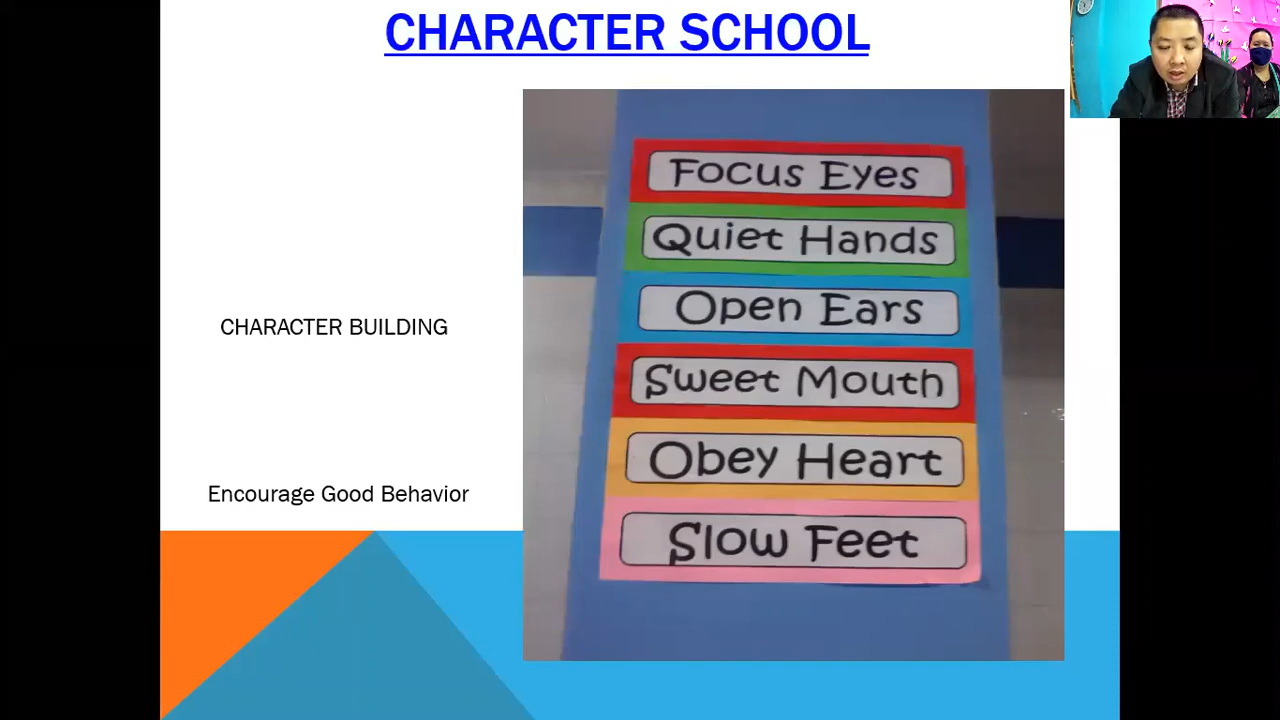 CHARACTER SCHOOL
CHARACTER BUILDING
Encourage Good Behavior
Focus Eyes
Quiet Hands
Open Ears
Sweet Mouth
Obey Heart
Slow Feet